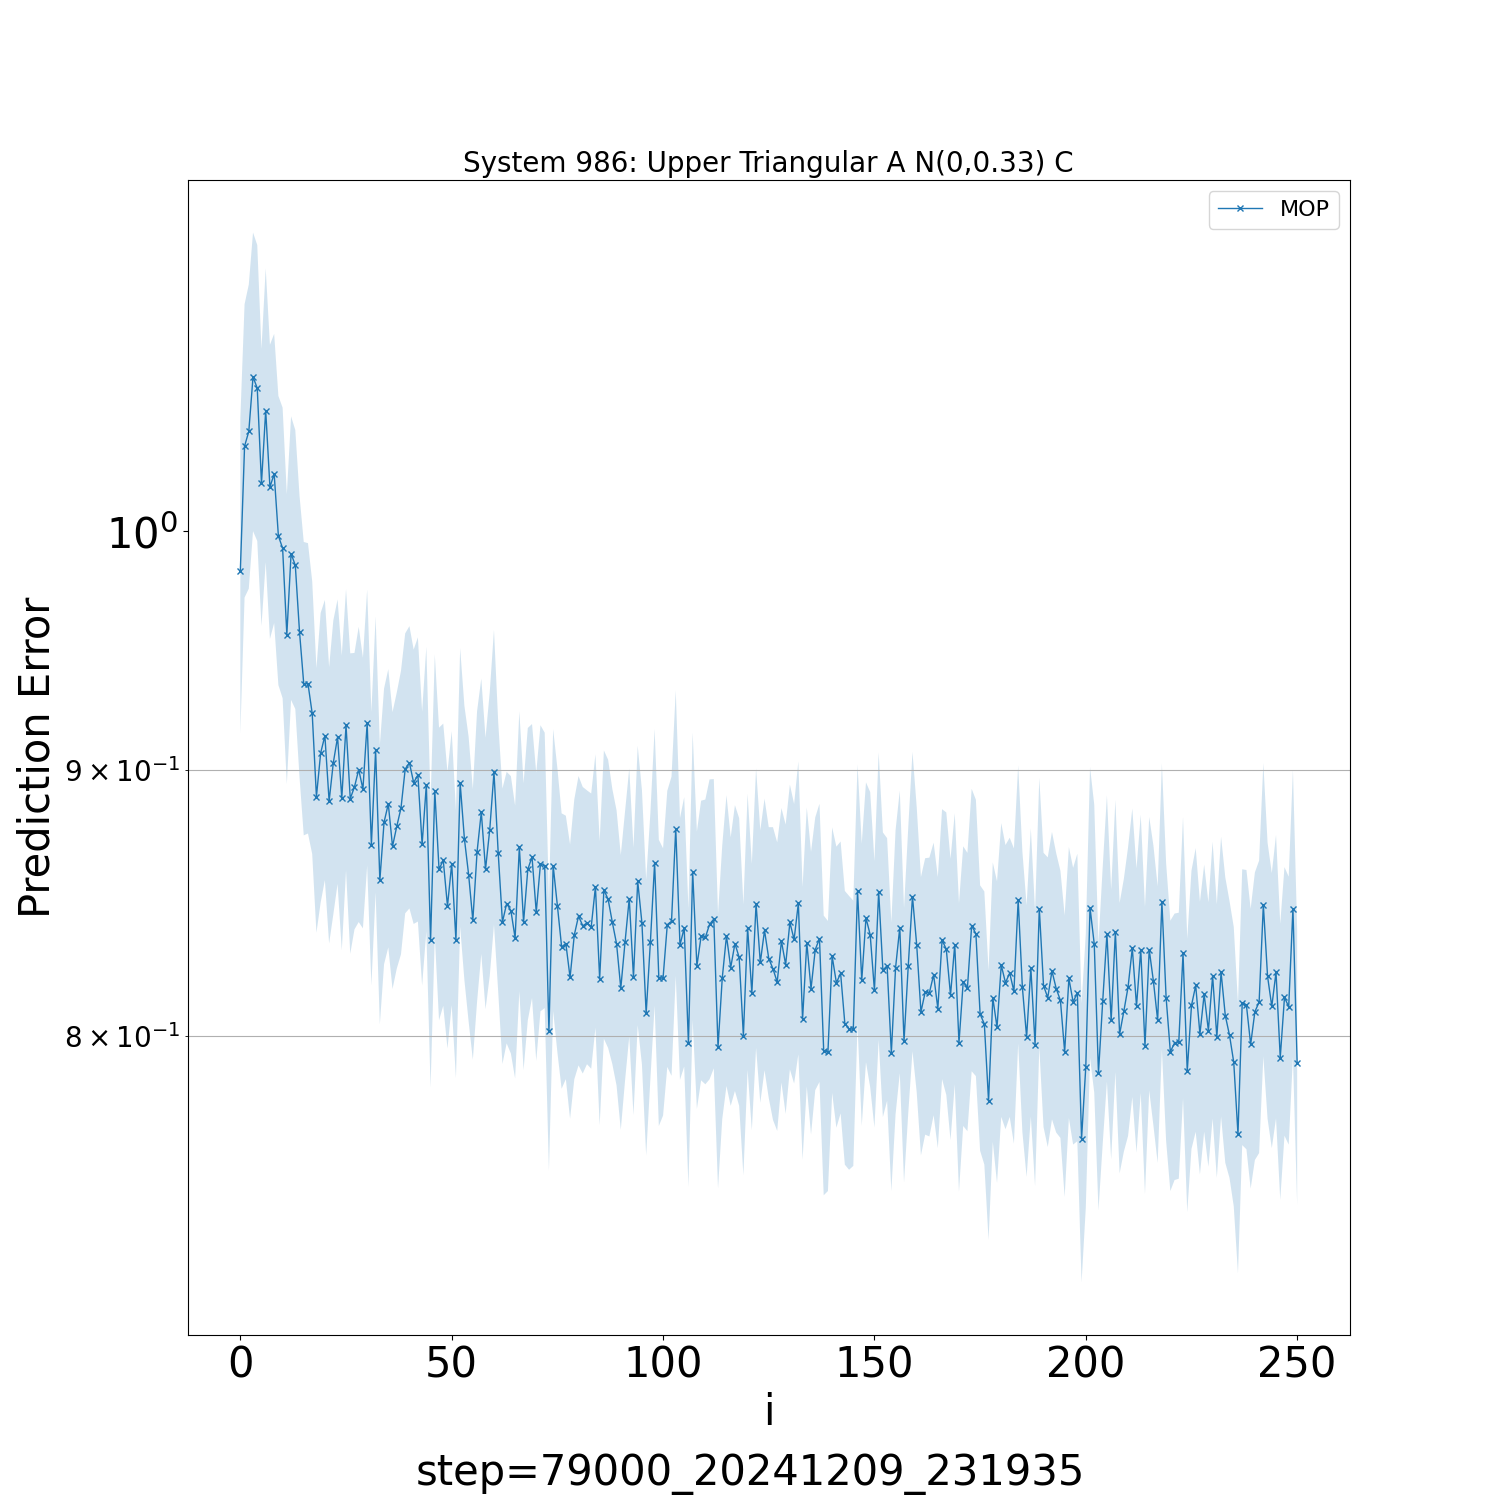 System 986: Upper Triangular A N(0,0.33) C
MOP
Prediction Error
10⁰
9 × 10⁻¹
8 × 10⁻¹
0 50 100 150 200 250
i
step=79000_20241209_231935